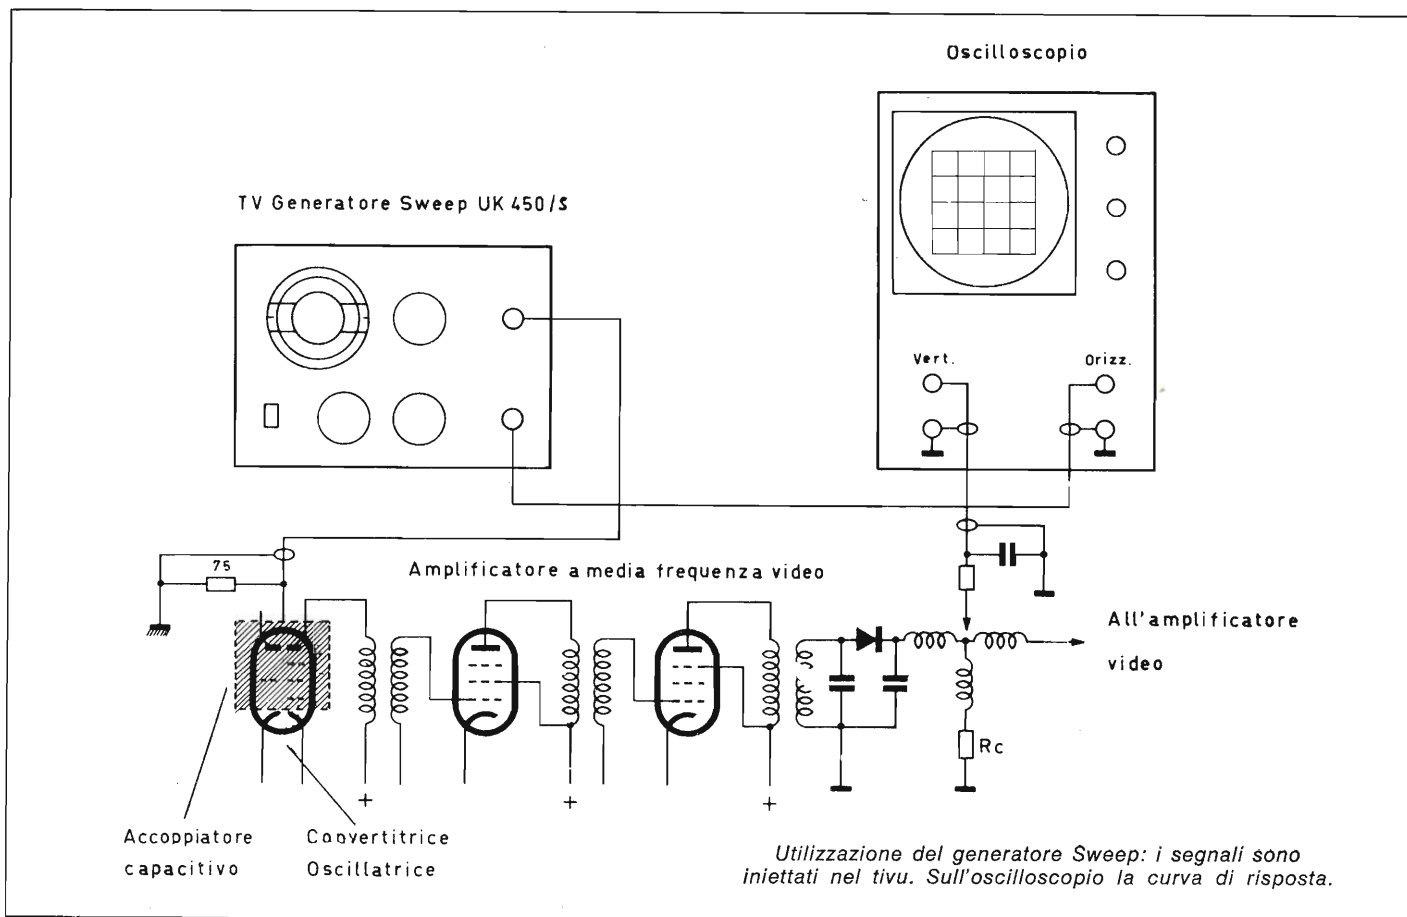 Oscilloscopio
TV Generatore Sweep UK 450/S
Vert.
Orizz.
75
Amplificatore a media frequenza video
All'amplificatore
video
Rc
+
+
+
Accoppiatore
capacitivo
Convertitrice
Oscillatrice
Utilizzazione del generatore Sweep: i segnali sono
iniettati nel tivu. Sull'oscilloscopio la curva di risposta.